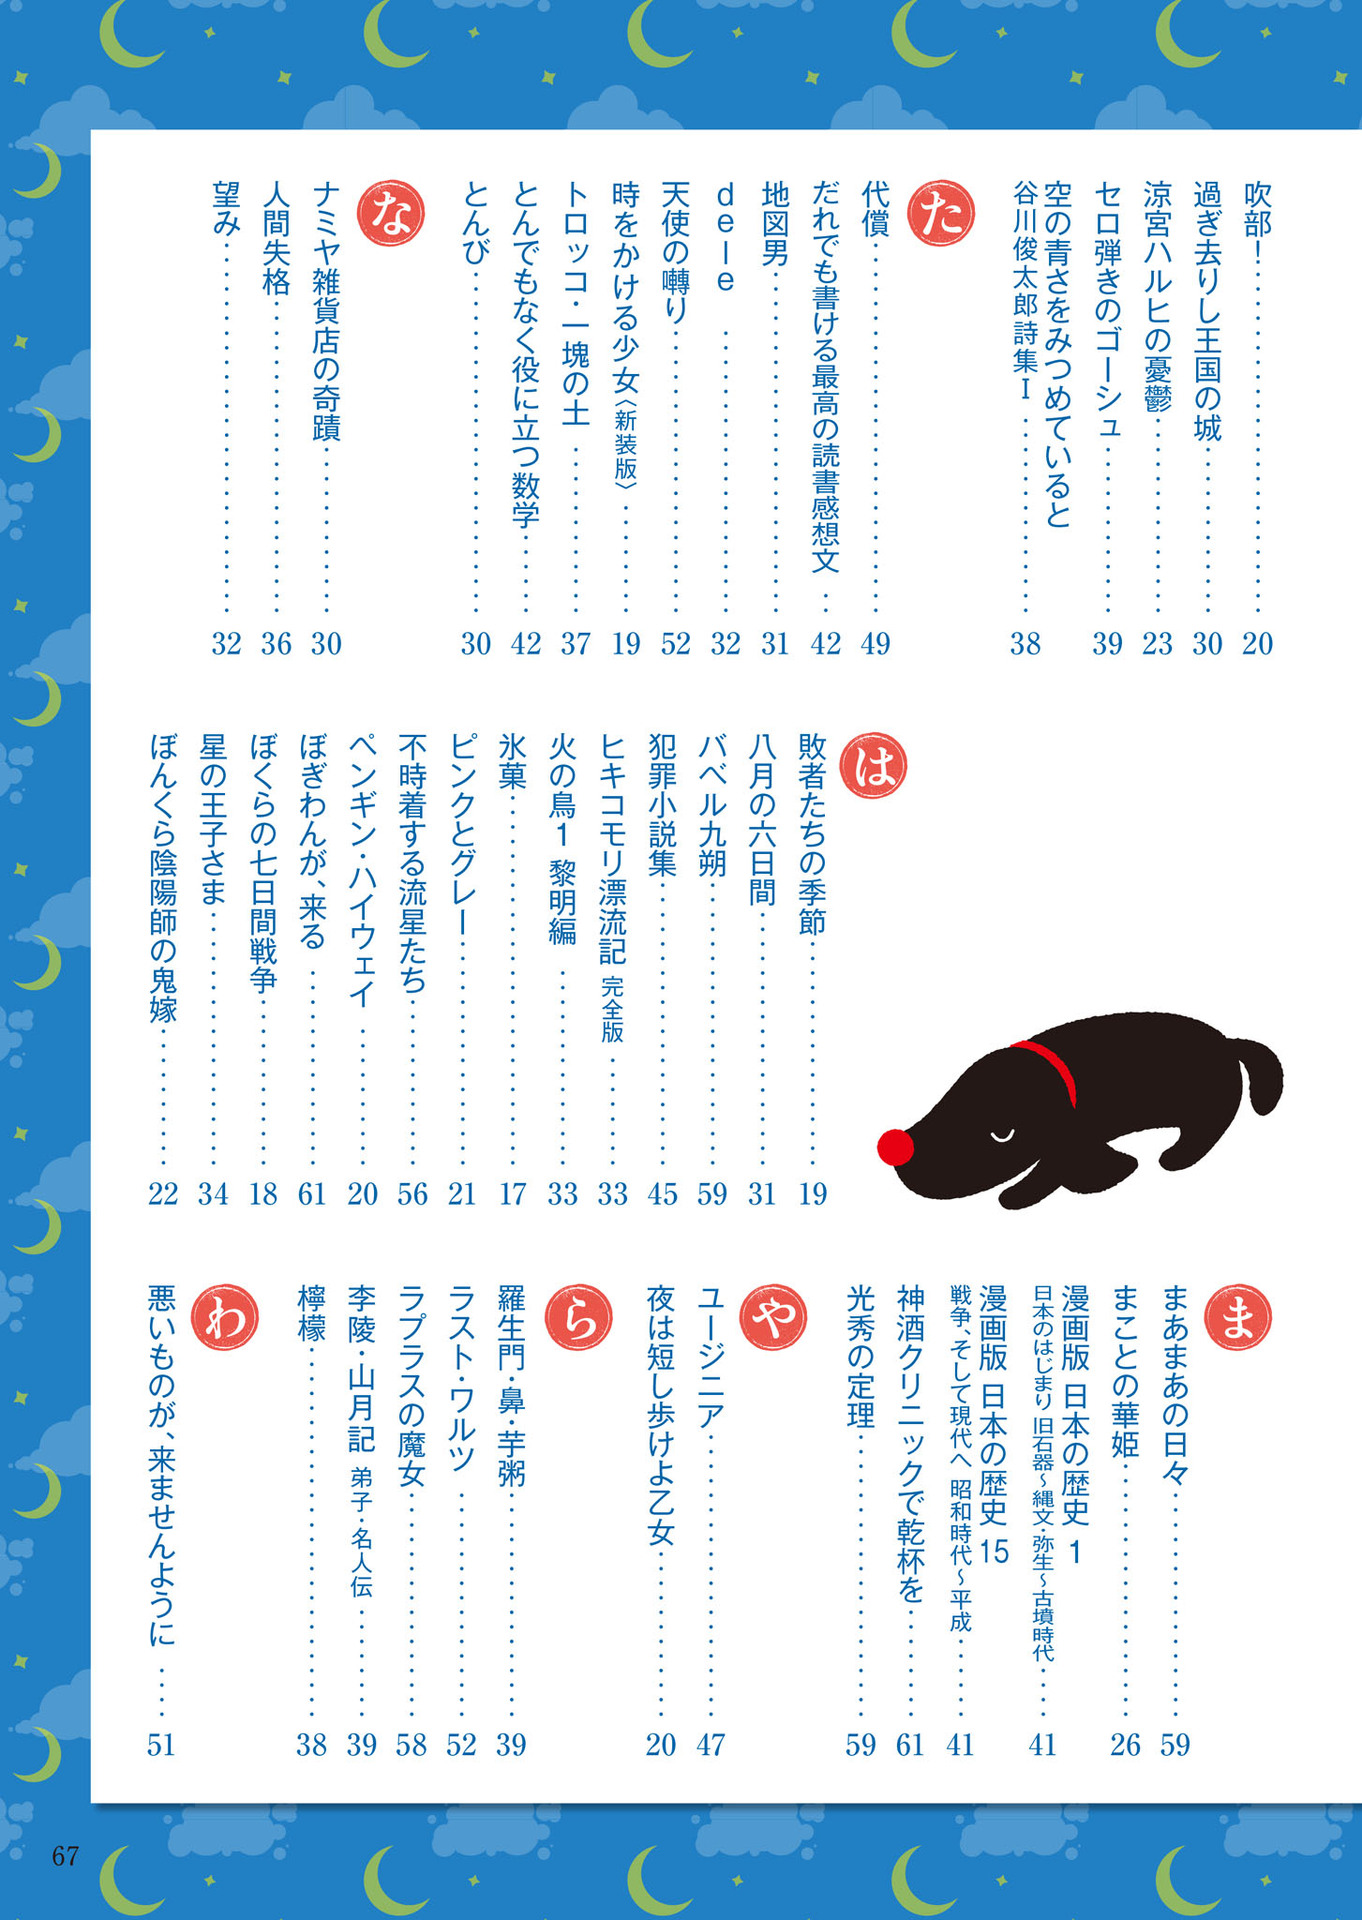 吹部！ 20
過ぎ去りし王国の城 30
涼宮ハルヒの憂鬱 23
セロ弾きのゴーシュ 39
空の青さをみつめていると
谷川俊太郎詩集Ⅰ 38
た
代償 49
だれでも書ける最高の読書感想文 42
地図男 31
dele 32
天使の囀り 52
時をかける少女〈新装版〉 19
トロッコ・一塊の土 37
とんでもなく役に立つ数学 42
とんび 30
な
ナミヤ雑貨店の奇蹟 30
人間失格 36
望み 32
は
敗者たちの季節 19
八月の六日間 31
バベル九朔 59
犯罪小説集 45
ヒキコモリ漂流記 完全版 33
火の鳥1 黎明編 33
氷菓 17
ピンクとグレー 21
不時着する流星たち 56
ペンギン・ハイウェイ 20
ぼぎわんが、来る 61
ぼくらの七日間戦争 18
星の王子さま 34
ぼんくら陰陽師の鬼嫁 22
ま
まあまあの日々 59
まことの華姫 26
漫画版 日本の歴史 1
日本のはじまり 旧石器～縄文・弥生～古墳時代 41
漫画版 日本の歴史 15
戦争、そして現代へ 昭和時代～平成 41
神酒クリニックで乾杯を 61
光秀の定理 59
や
ユージニア 47
夜は短し歩けよ乙女 20
ら
羅生門・鼻・芋粥 39
ラスト・ワルツ 52
ラプラスの魔女 58
李陵・山月記 弟子・名人伝 39
檸檬 38
わ
悪いものが、来ませんように 51
67